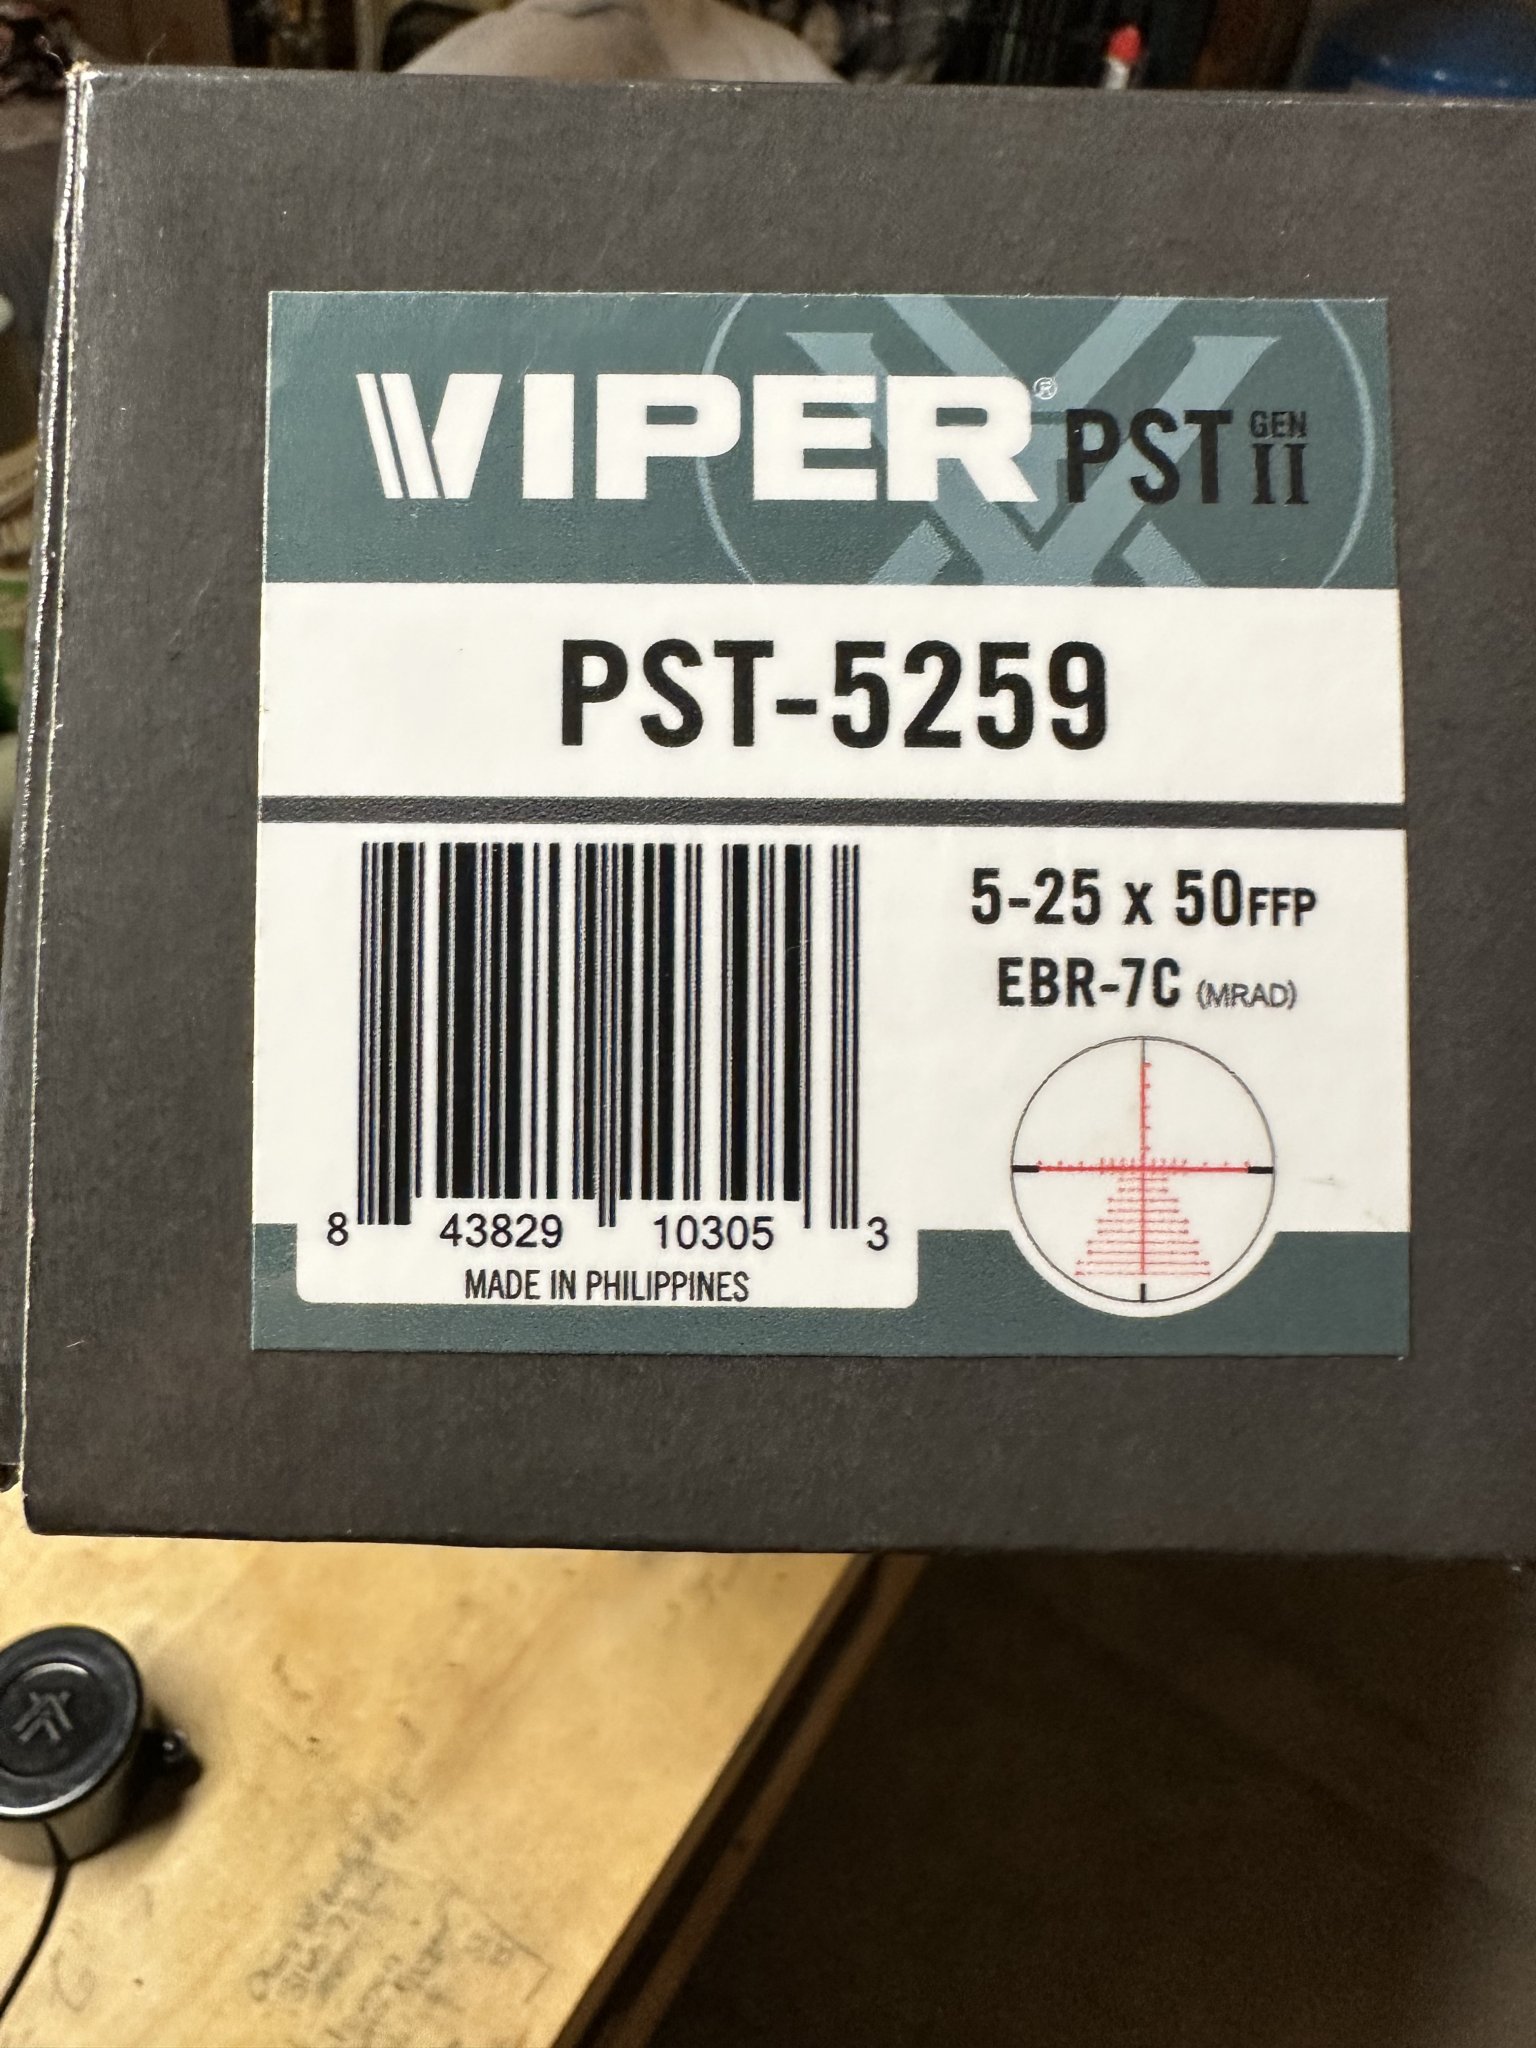 VIPER® PST GEN II
PST-5259
5-25 x 50FFP
EBR-7C (MRAD)
8 43829 10305 3
MADE IN PHILIPPINES